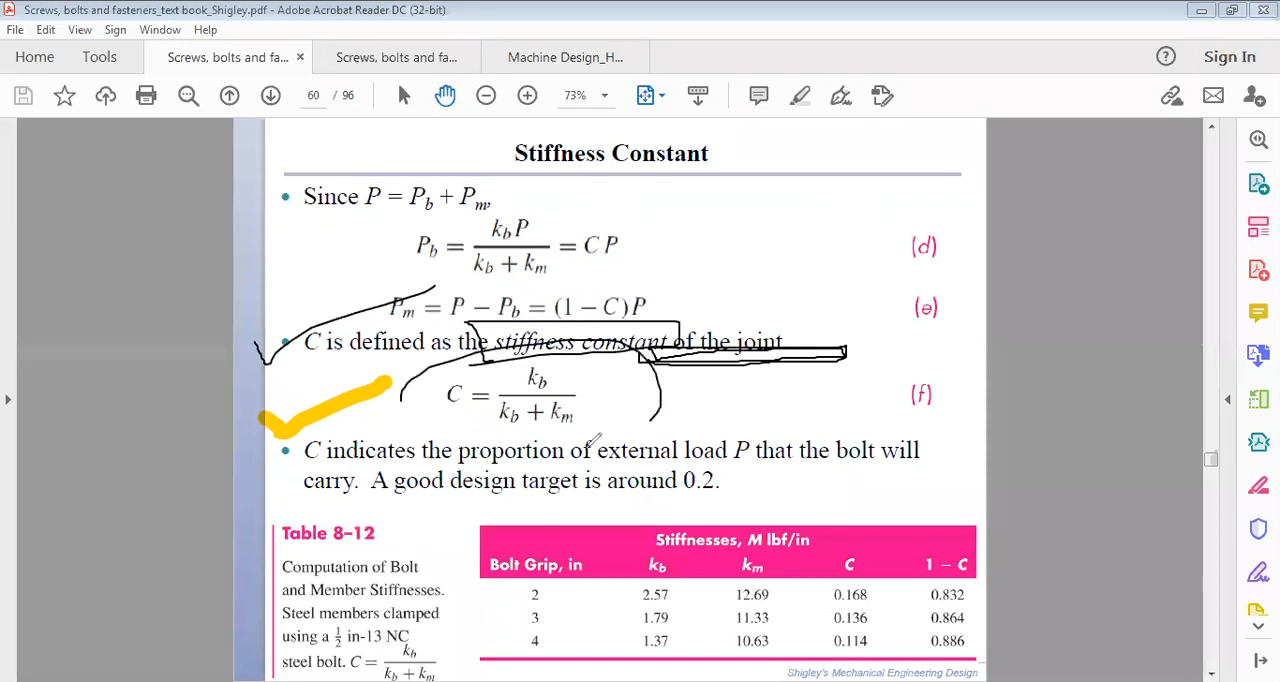 Screws, bolts and fasteners_text book_Shigley.pdf - Adobe Acrobat Reader DC (32-bit)
File Edit View Sign Window Help
Home Tools Screws, bolts and fa... × Screws, bolts and fa... Machine Design_H... Sign In
60 / 96 73%
Stiffness Constant
• Since P = P_b + P_m,
P_b = k_b P / (k_b + k_m) = C P (d)
P_m = P − P_b = (1 − C)P (e)
• C is defined as the stiffness constant of the joint
C = k_b / (k_b + k_m) (f)
• C indicates the proportion of external load P that the bolt will
carry. A good design target is around 0.2.
Table 8–12
Computation of Bolt
and Member Stiffnesses.
Steel members clamped
using a 1/2 in-13 NC
steel bolt. C = k_b / (k_b + k_m)
Stiffnesses, M lbf/in
Bolt Grip, in k_b k_m C 1 − C
2 2.57 12.69 0.168 0.832
3 1.79 11.33 0.136 0.864
4 1.37 10.63 0.114 0.886
Shigley's Mechanical Engineering Design